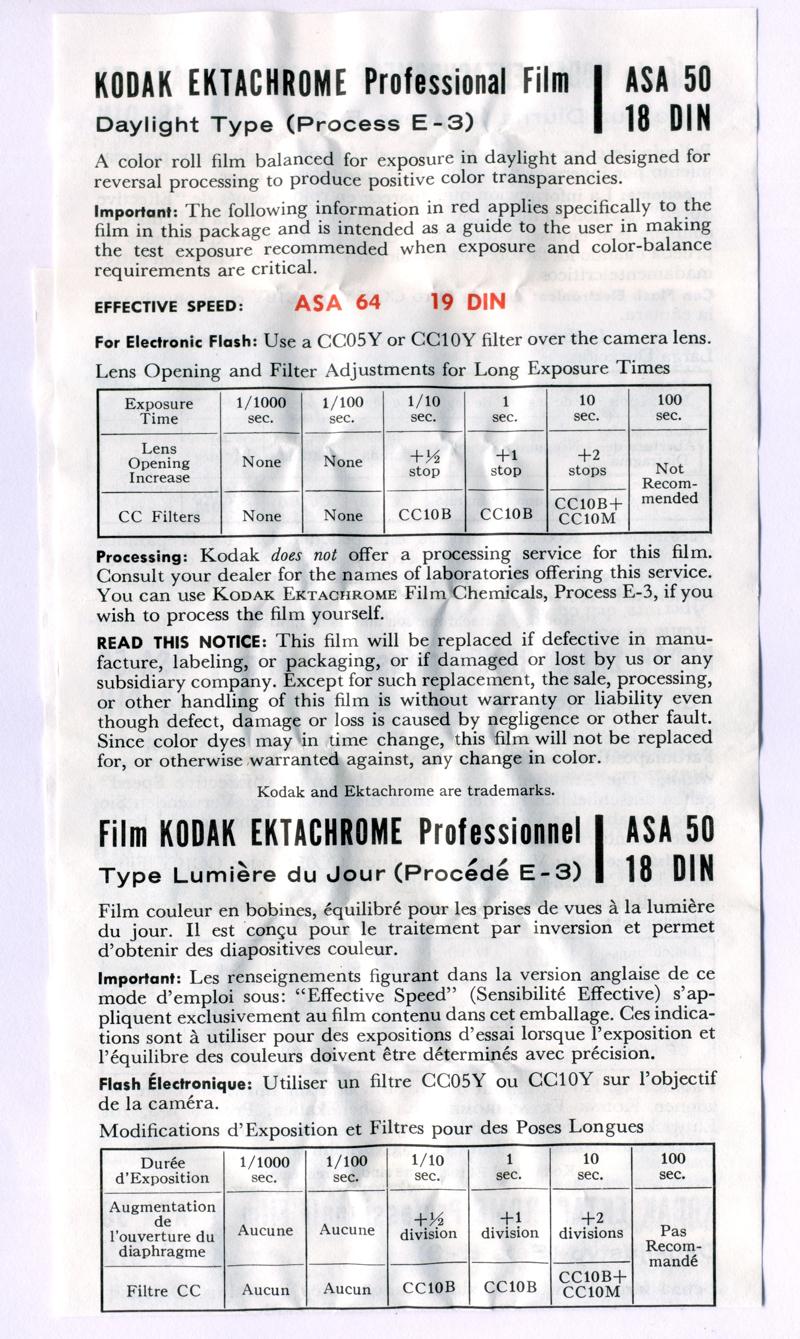 KODAK EKTACHROME Professional Film ASA 50
Daylight Type (Process E-3) 18 DIN
A color roll film balanced for exposure in daylight and designed for
reversal processing to produce positive color transparencies.
Important: The following information in red applies specifically to the
film in this package and is intended as a guide to the user in making
the test exposure recommended when exposure and color-balance
requirements are critical.
EFFECTIVE SPEED: ASA 64 19 DIN
For Electronic Flash: Use a CC05Y or CC10Y filter over the camera lens.
Lens Opening and Filter Adjustments for Long Exposure Times
Exposure Time 1/1000 sec. 1/100 sec. 1/10 sec. 1 sec. 10 sec. 100 sec.
Lens Opening Increase None None +½ stop +1 stop +2 stops Not Recom-mended
CC Filters None None CC10B CC10B CC10B+ CC10M
Processing: Kodak does not offer a processing service for this film.
Consult your dealer for the names of laboratories offering this service.
You can use KODAK EKTACHROME Film Chemicals, Process E-3, if you
wish to process the film yourself.
READ THIS NOTICE: This film will be replaced if defective in manu-
facture, labeling, or packaging, or if damaged or lost by us or any
subsidiary company. Except for such replacement, the sale, processing,
or other handling of this film is without warranty or liability even
though defect, damage or loss is caused by negligence or other fault.
Since color dyes may in time change, this film will not be replaced
for, or otherwise warranted against, any change in color.
Kodak and Ektachrome are trademarks.
Film KODAK EKTACHROME Professionnel ASA 50
Type Lumière du Jour (Procédé E-3) 18 DIN
Film couleur en bobines, équilibré pour les prises de vues à la lumière
du jour. Il est conçu pour le traitement par inversion et permet
d'obtenir des diapositives couleur.
Important: Les renseignements figurant dans la version anglaise de ce
mode d'emploi sous: "Effective Speed" (Sensibilité Effective) s'ap-
pliquent exclusivement au film contenu dans cet emballage. Ces indica-
tions sont à utiliser pour des expositions d'essai lorsque l'exposition et
l'équilibre des couleurs doivent être déterminés avec précision.
Flash Électronique: Utiliser un filtre CC05Y ou CC10Y sur l'objectif
de la caméra.
Modifications d'Exposition et Filtres pour des Poses Longues
Durée d'Exposition 1/1000 sec. 1/100 sec. 1/10 sec. 1 sec. 10 sec. 100 sec.
Augmentation de l'ouverture du diaphragme Aucune Aucune +½ division +1 division +2 divisions Pas Recom-mandé
Filtre CC Aucun Aucun CC10B CC10B CC10B+ CC10M